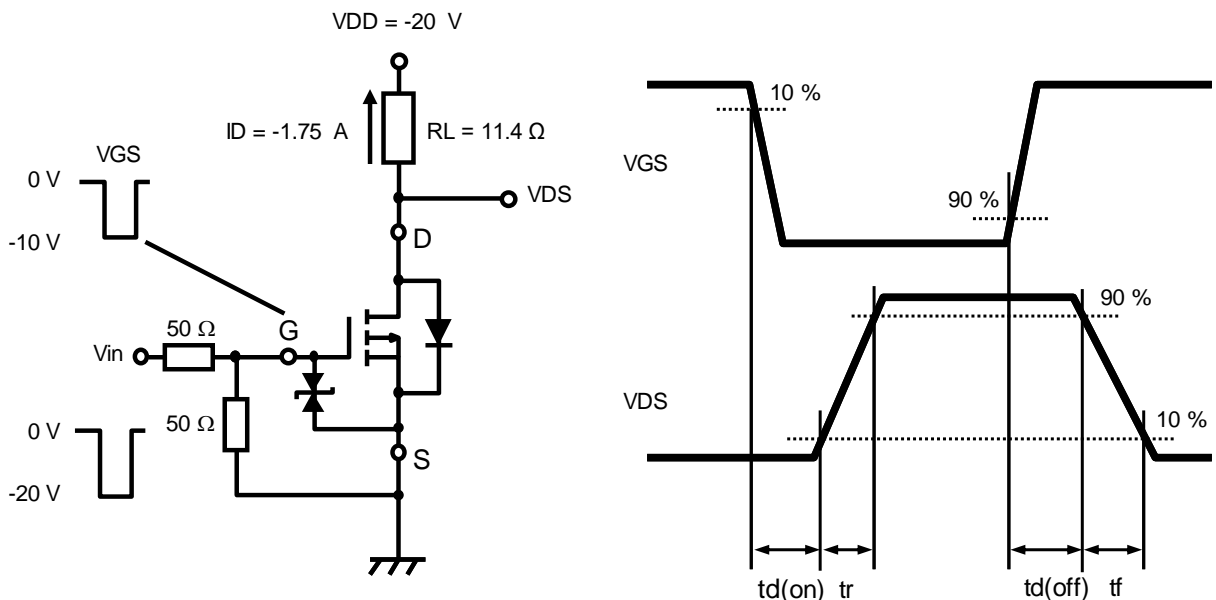 VDD = -20 V
ID = -1.75 A
RL = 11.4 Ω
VGS
0 V
-10 V
VDS
D
50 Ω
G
Vin
50 Ω
0 V
-20 V
S
10 %
VGS
90 %
90 %
VDS
10 %
td(on) tr
td(off) tf